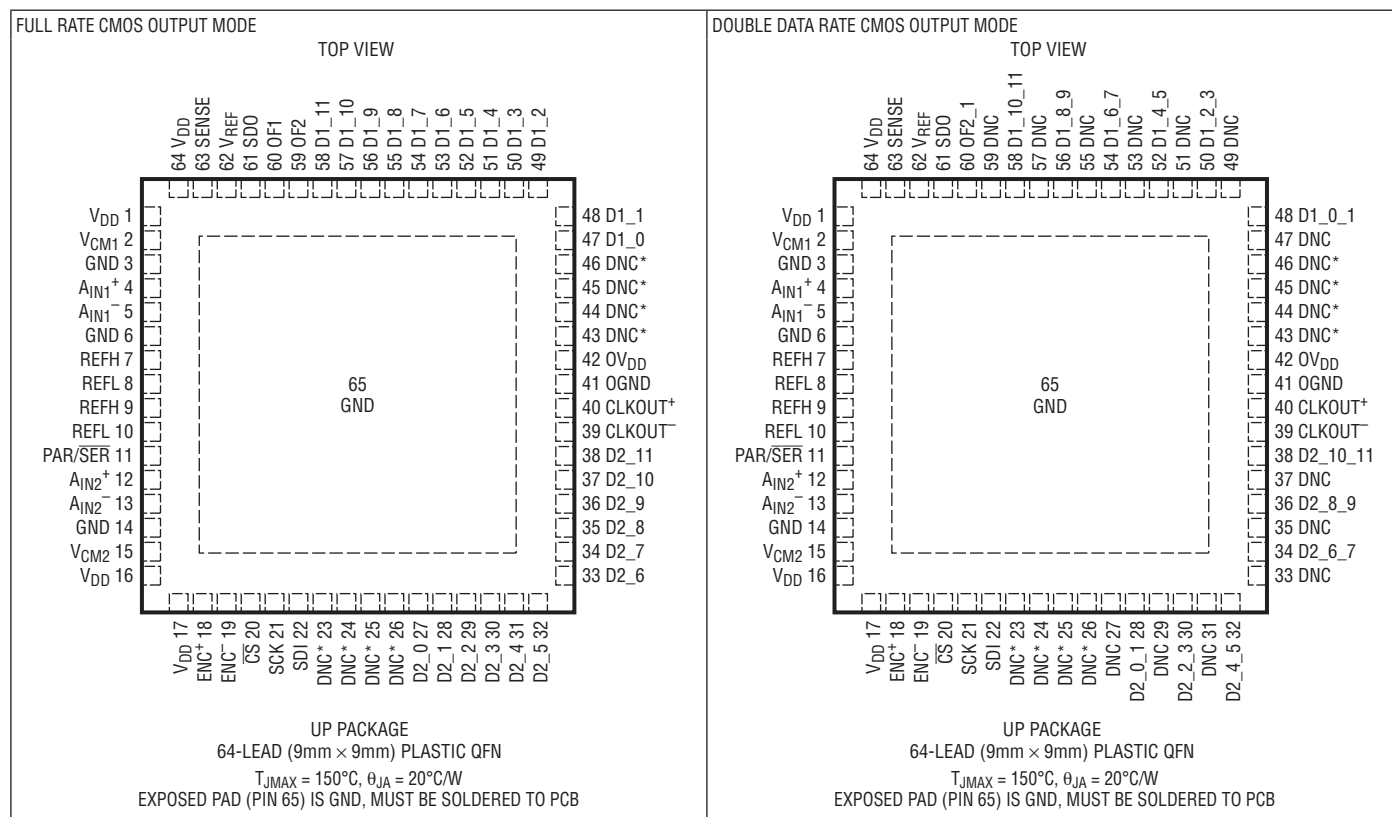 FULL RATE CMOS OUTPUT MODE
TOP VIEW
64 VDD
63 SENSE
62 VREF
61 SDO
60 OF1
59 OF2
58 D1_11
57 D1_10
56 D1_9
55 D1_8
54 D1_7
53 D1_6
52 D1_5
51 D1_4
50 D1_3
49 D1_2
VDD 1
VCM1 2
GND 3
AIN1+ 4
AIN1– 5
GND 6
REFH 7
REFL 8
REFH 9
REFL 10
PAR/S̅E̅R̅ 11
AIN2+ 12
AIN2– 13
GND 14
VCM2 15
VDD 16
65
GND
48 D1_1
47 D1_0
46 DNC*
45 DNC*
44 DNC*
43 DNC*
42 OVDD
41 OGND
40 CLKOUT+
39 CLKOUT–
38 D2_11
37 D2_10
36 D2_9
35 D2_8
34 D2_7
33 D2_6
VDD 17
ENC+ 18
ENC– 19
C̅S̅ 20
SCK 21
SDI 22
DNC* 23
DNC* 24
DNC* 25
DNC* 26
D2_0 27
D2_1 28
D2_2 29
D2_3 30
D2_4 31
D2_5 32
UP PACKAGE
64-LEAD (9mm × 9mm) PLASTIC QFN
TJMAX = 150°C, θJA = 20°C/W
EXPOSED PAD (PIN 65) IS GND, MUST BE SOLDERED TO PCB
DOUBLE DATA RATE CMOS OUTPUT MODE
TOP VIEW
64 VDD
63 SENSE
62 VREF
61 SDO
60 OF2_1
59 DNC
58 D1_10_11
57 DNC
56 D1_8_9
55 DNC
54 D1_6_7
53 DNC
52 D1_4_5
51 DNC
50 D1_2_3
49 DNC
VDD 1
VCM1 2
GND 3
AIN1+ 4
AIN1– 5
GND 6
REFH 7
REFL 8
REFH 9
REFL 10
PAR/S̅E̅R̅ 11
AIN2+ 12
AIN2– 13
GND 14
VCM2 15
VDD 16
65
GND
48 D1_0_1
47 DNC
46 DNC*
45 DNC*
44 DNC*
43 DNC*
42 OVDD
41 OGND
40 CLKOUT+
39 CLKOUT–
38 D2_10_11
37 DNC
36 D2_8_9
35 DNC
34 D2_6_7
33 DNC
VDD 17
ENC+ 18
ENC– 19
C̅S̅ 20
SCK 21
SDI 22
DNC* 23
DNC* 24
DNC* 25
DNC* 26
DNC 27
D2_0_1 28
DNC 29
D2_2_3 30
DNC 31
D2_4_5 32
UP PACKAGE
64-LEAD (9mm × 9mm) PLASTIC QFN
TJMAX = 150°C, θJA = 20°C/W
EXPOSED PAD (PIN 65) IS GND, MUST BE SOLDERED TO PCB